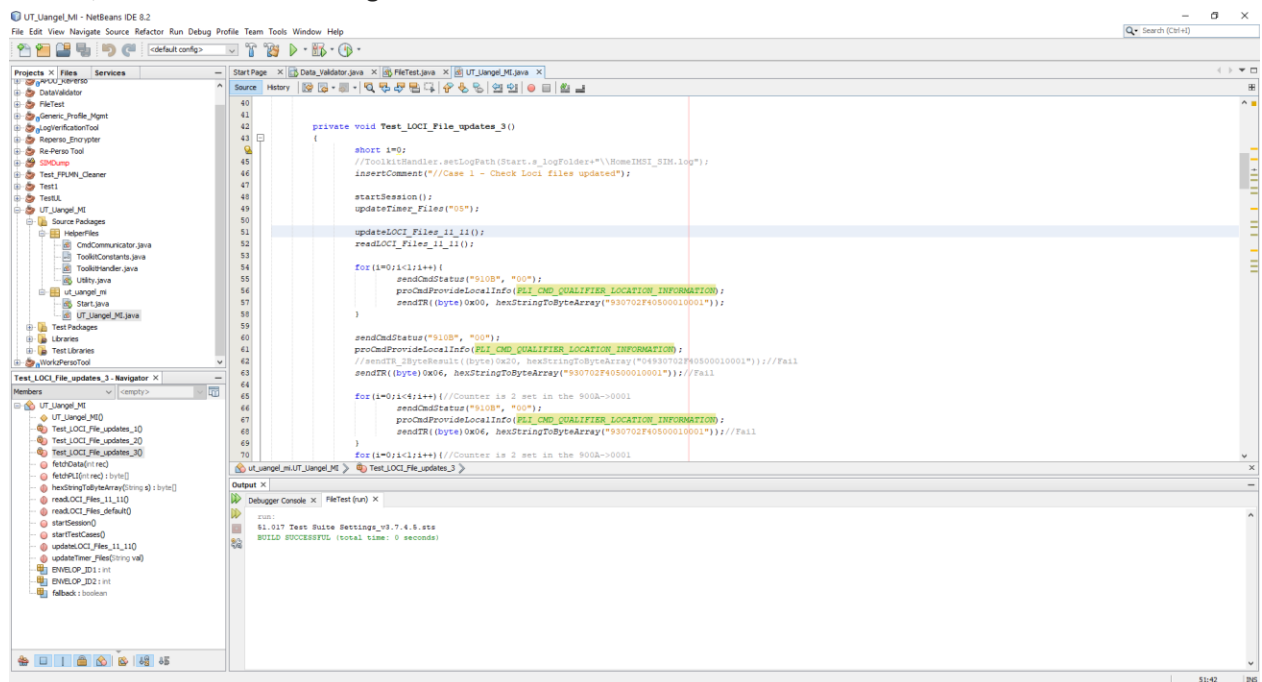 UT_Uangel_MI - NetBeans IDE 8.2
File Edit View Navigate Source Refactor Run Debug Profile Team Tools Window Help
Search (Ctrl+I)
<default config>
Projects Files Services
APDU_Reverso
DataValidator
FileTest
Generic_Profile_Mgmt
LogVerificationTool
Reperso_Encrypter
Re-Perso Tool
SIMDump
Test_FPLMN_Cleaner
Test1
TestUL
UT_Uangel_MI
Source Packages
HelperFiles
CmdCommunicator.java
ToolkitConstants.java
ToolkitHandler.java
Utility.java
ut_uangel_mi
Start.java
UT_Uangel_MI.java
Test Packages
Libraries
Test Libraries
WorkzPersoTool
Test_LOCI_File_updates_3 - Navigator
Members <empty>
UT_Uangel_MI
UT_Uangel_MI()
Test_LOCI_File_updates_1()
Test_LOCI_File_updates_2()
Test_LOCI_File_updates_3()
fetchData(int rec)
fetchPLI(int rec) : byte[]
hexStringToByteArray(String s) : byte[]
readLOCI_Files_11_11()
readLOCI_Files_default()
startSession()
startTestCases()
updateLOCI_Files_11_11()
updateTimer_Files(String val)
ENVELOP_ID1 : int
ENVELOP_ID2 : int
fallback : boolean
Start Page Data_Validator.java FileTest.java UT_Uangel_MI.java
Source History
40
41
42 private void Test_LOCI_File_updates_3()
43 {
short i=0;
45 //ToolkitHandler.setLogPath(Start.s_logFolder+"\\HomeIMSI_SIM.log");
46 insertComment("//Case 1 - Check Loci files updated");
47
48 startSession();
49 updateTimer_Files("05");
50
51 updateLOCI_Files_11_11();
52 readLOCI_Files_11_11();
53
54 for(i=0;i<1;i++){
55 sendCmdStatus("910B", "00");
56 proCmdProvideLocalInfo(PLI_CMD_QUALIFIER_LOCATION_INFORMATION);
57 sendTR((byte)0x00, hexStringToByteArray("930702F40500010001"));
58 }
59
60 sendCmdStatus("910B", "00");
61 proCmdProvideLocalInfo(PLI_CMD_QUALIFIER_LOCATION_INFORMATION);
62 //sendTR_2ByteResult((byte)0x20, hexStringToByteArray("04930702F40500010001"));//Fail
63 sendTR((byte)0x06, hexStringToByteArray("930702F40500010001"));//Fail
64
65 for(i=0;i<4;i++){//Counter is 2 set in the 900A->0001
66 sendCmdStatus("910B", "00");
67 proCmdProvideLocalInfo(PLI_CMD_QUALIFIER_LOCATION_INFORMATION);
68 sendTR((byte)0x06, hexStringToByteArray("930702F40500010001"));//Fail
69 }
70 for(i=0;i<1;i++){//Counter is 2 set in the 900A->0001
ut_uangel_mi.UT_Uangel_MI Test_LOCI_File_updates_3
Output
Debugger Console FileTest (run)
run:
51.017 Test Suite Settings_v3.7.4.5.sts
BUILD SUCCESSFUL (total time: 0 seconds)
51:42 INS